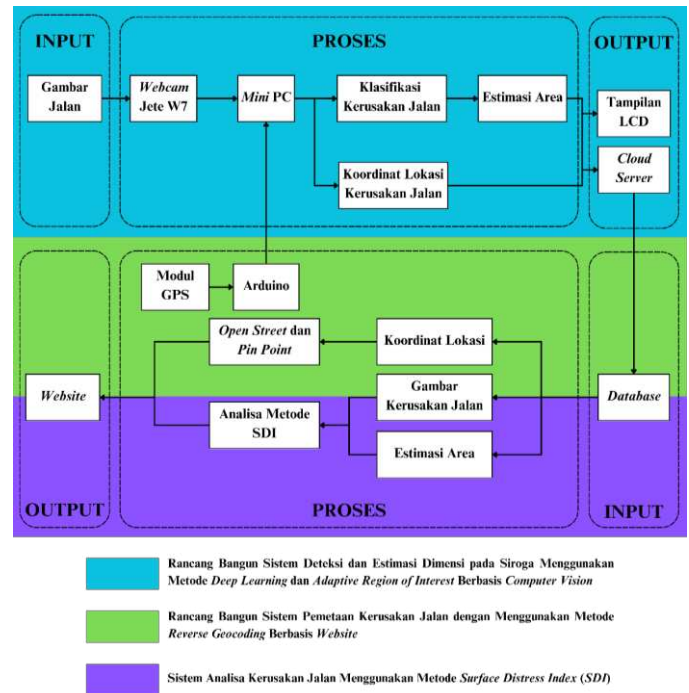 INPUT
PROSES
OUTPUT
Gambar
Jalan
Webcam
Jete W7
Mini PC
Klasifikasi
Kerusakan Jalan
Estimasi Area
Tampilan
LCD
Koordinat Lokasi
Kerusakan Jalan
Cloud
Server
Modul
GPS
Arduino
Open Street dan
Pin Point
Koordinat Lokasi
Website
Gambar
Kerusakan Jalan
Database
Analisa Metode
SDI
Estimasi Area
OUTPUT
PROSES
INPUT
Rancang Bangun Sistem Deteksi dan Estimasi Dimensi pada Siroga Menggunakan
Metode Deep Learning dan Adaptive Region of Interest Berbasis Computer Vision
Rancang Bangun Sistem Pemetaan Kerusakan Jalan dengan Menggunakan Metode
Reverse Geocoding Berbasis Website
Sistem Analisa Kerusakan Jalan Menggunakan Metode Surface Distress Index (SDI)